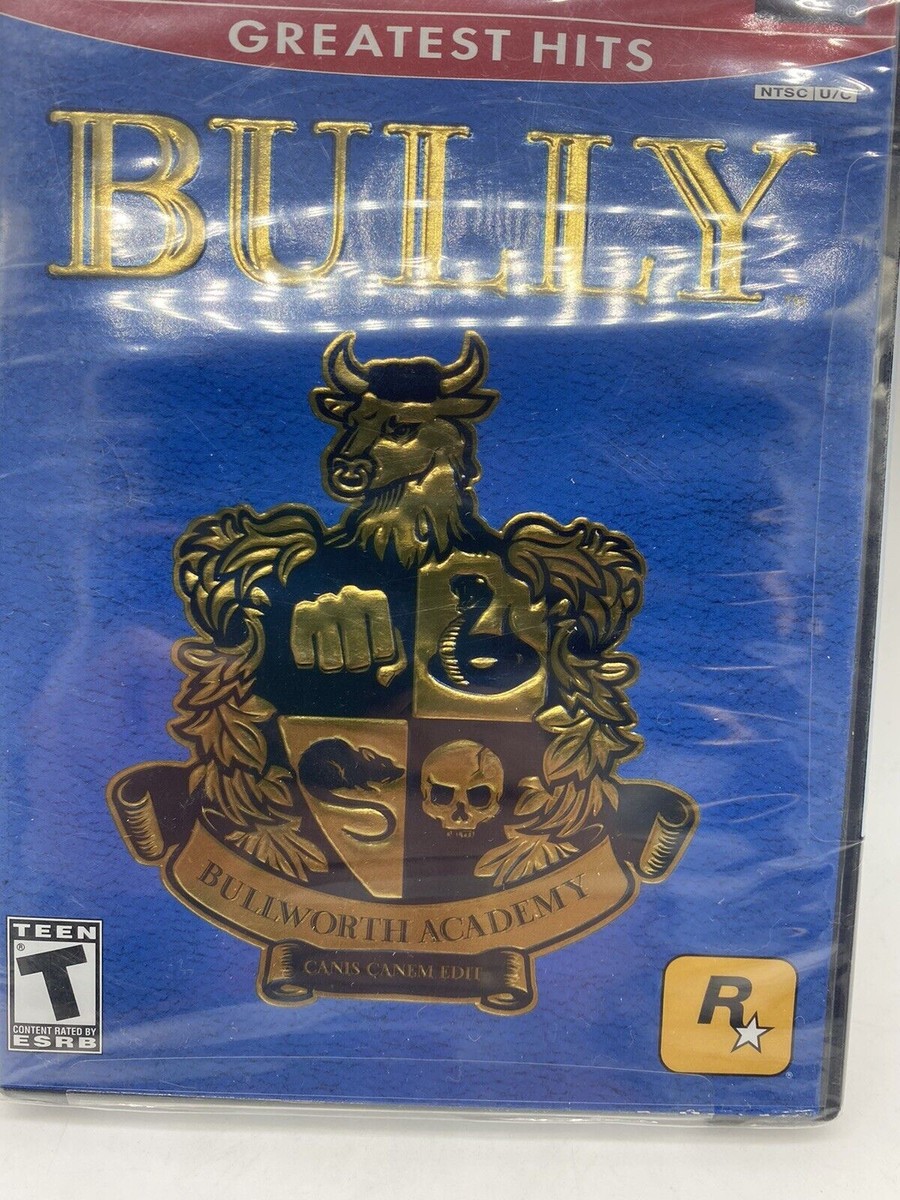 GREATEST HITS
NTSC U/C
BULLY
BULLWORTH ACADEMY
CANIS CANEM EDIT
TEEN
T
CONTENT RATED BY
ESRB
R